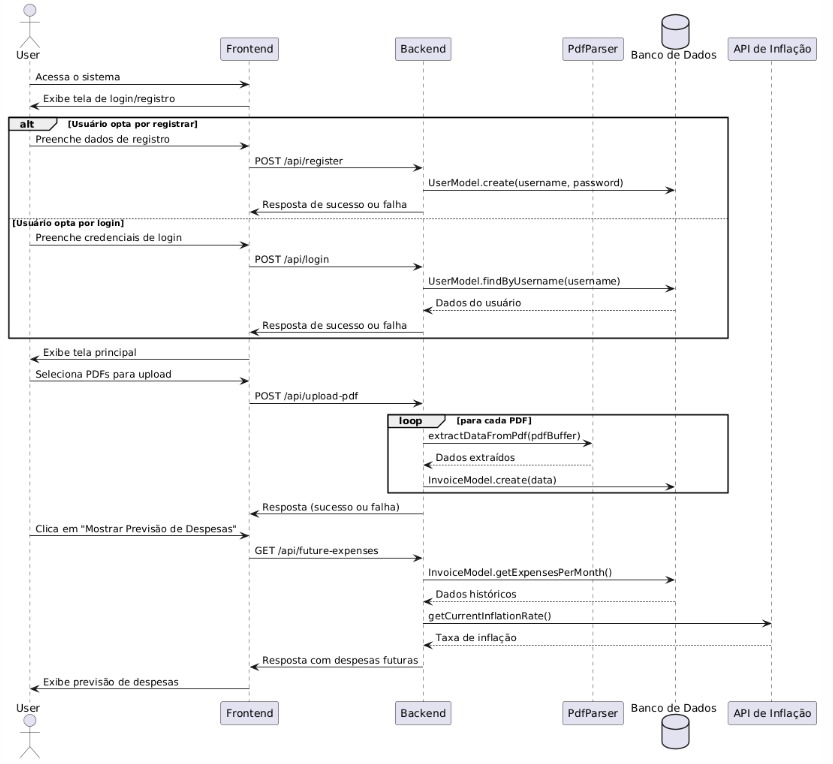 User
Frontend
Backend
PdfParser
Banco de Dados
API de Inflação
Acessa o sistema
Exibe tela de login/registro
alt [Usuário opta por registrar]
Preenche dados de registro
POST /api/register
UserModel.create(username, password)
Resposta de sucesso ou falha
[Usuário opta por login]
Preenche credenciais de login
POST /api/login
UserModel.findByUsername(username)
Dados do usuário
Resposta de sucesso ou falha
Exibe tela principal
Seleciona PDFs para upload
POST /api/upload-pdf
loop [para cada PDF]
extractDataFromPdf(pdfBuffer)
Dados extraídos
InvoiceModel.create(data)
Resposta (sucesso ou falha)
Clica em "Mostrar Previsão de Despesas"
GET /api/future-expenses
InvoiceModel.getExpensesPerMonth()
Dados históricos
getCurrentInflationRate()
Taxa de inflação
Resposta com despesas futuras
Exibe previsão de despesas
User
Frontend
Backend
PdfParser
Banco de Dados
API de Inflação